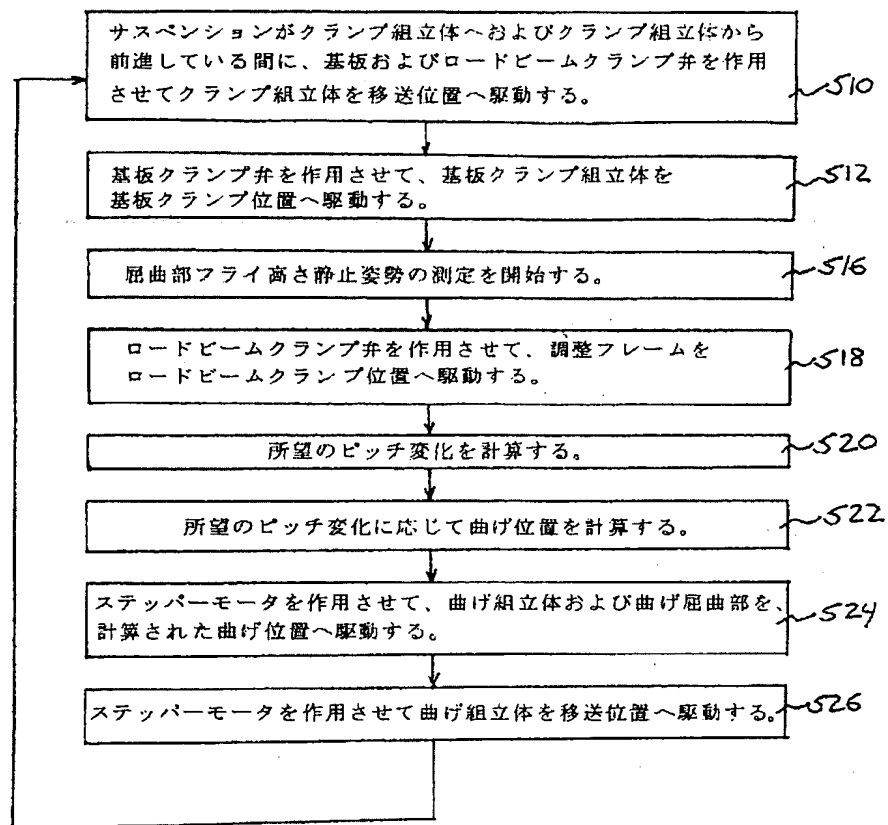 サスペンションがクランプ組立体へおよびクランプ組立体から
前進している間に、基板およびロードビームクランプ弁を作用
させてクランプ組立体を移送位置へ駆動する。
510
基板クランプ弁を作用させて、基板クランプ組立体を
基板クランプ位置へ駆動する。
512
屈曲部フライ高さ静止姿勢の測定を開始する。
516
ロードビームクランプ弁を作用させて、調整フレームを
ロードビームクランプ位置へ駆動する。
518
所望のピッチ変化を計算する。
520
所望のピッチ変化に応じて曲げ位置を計算する。
522
ステッパーモータを作用させて、曲げ組立体および曲げ屈曲部を、
計算された曲げ位置へ駆動する。
524
ステッパーモータを作用させて曲げ組立体を移送位置へ駆動する。
526